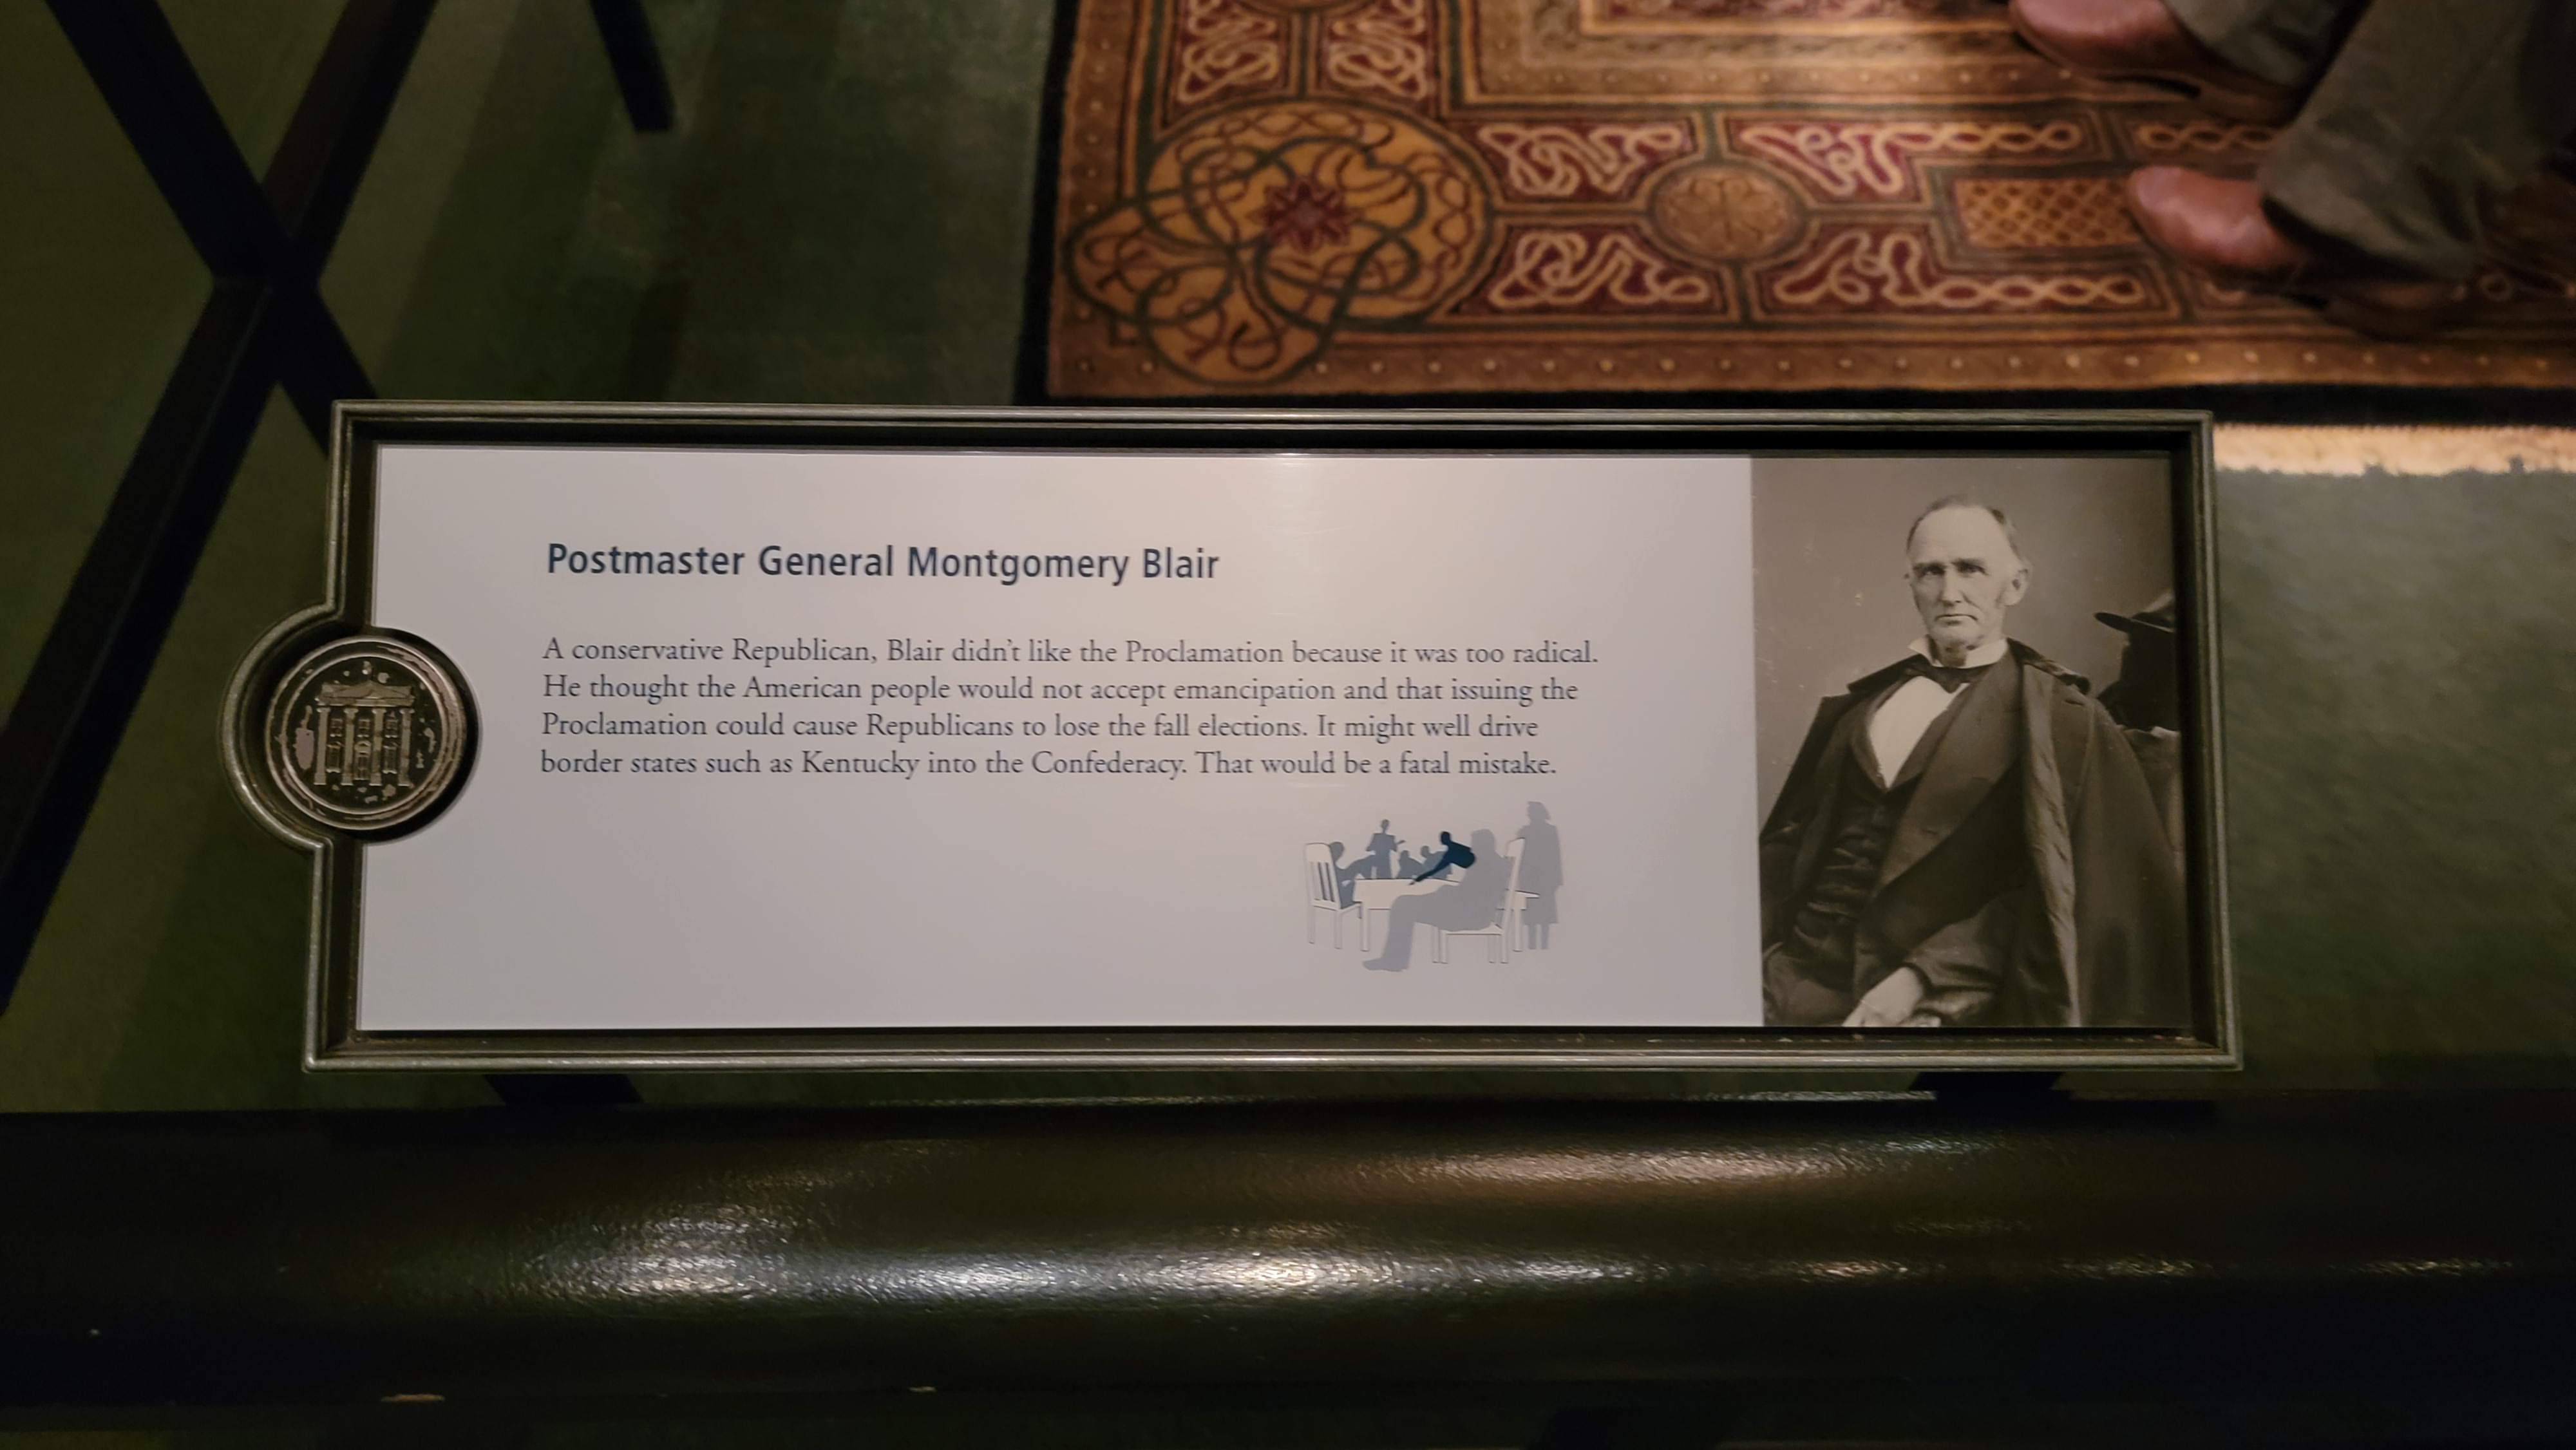 Postmaster General Montgomery Blair
A conservative Republican, Blair didn't like the Proclamation because it was too radical.
He thought the American people would not accept emancipation and that issuing the
Proclamation could cause Republicans to lose the fall elections. It might well drive
border states such as Kentucky into the Confederacy. That would be a fatal mistake.